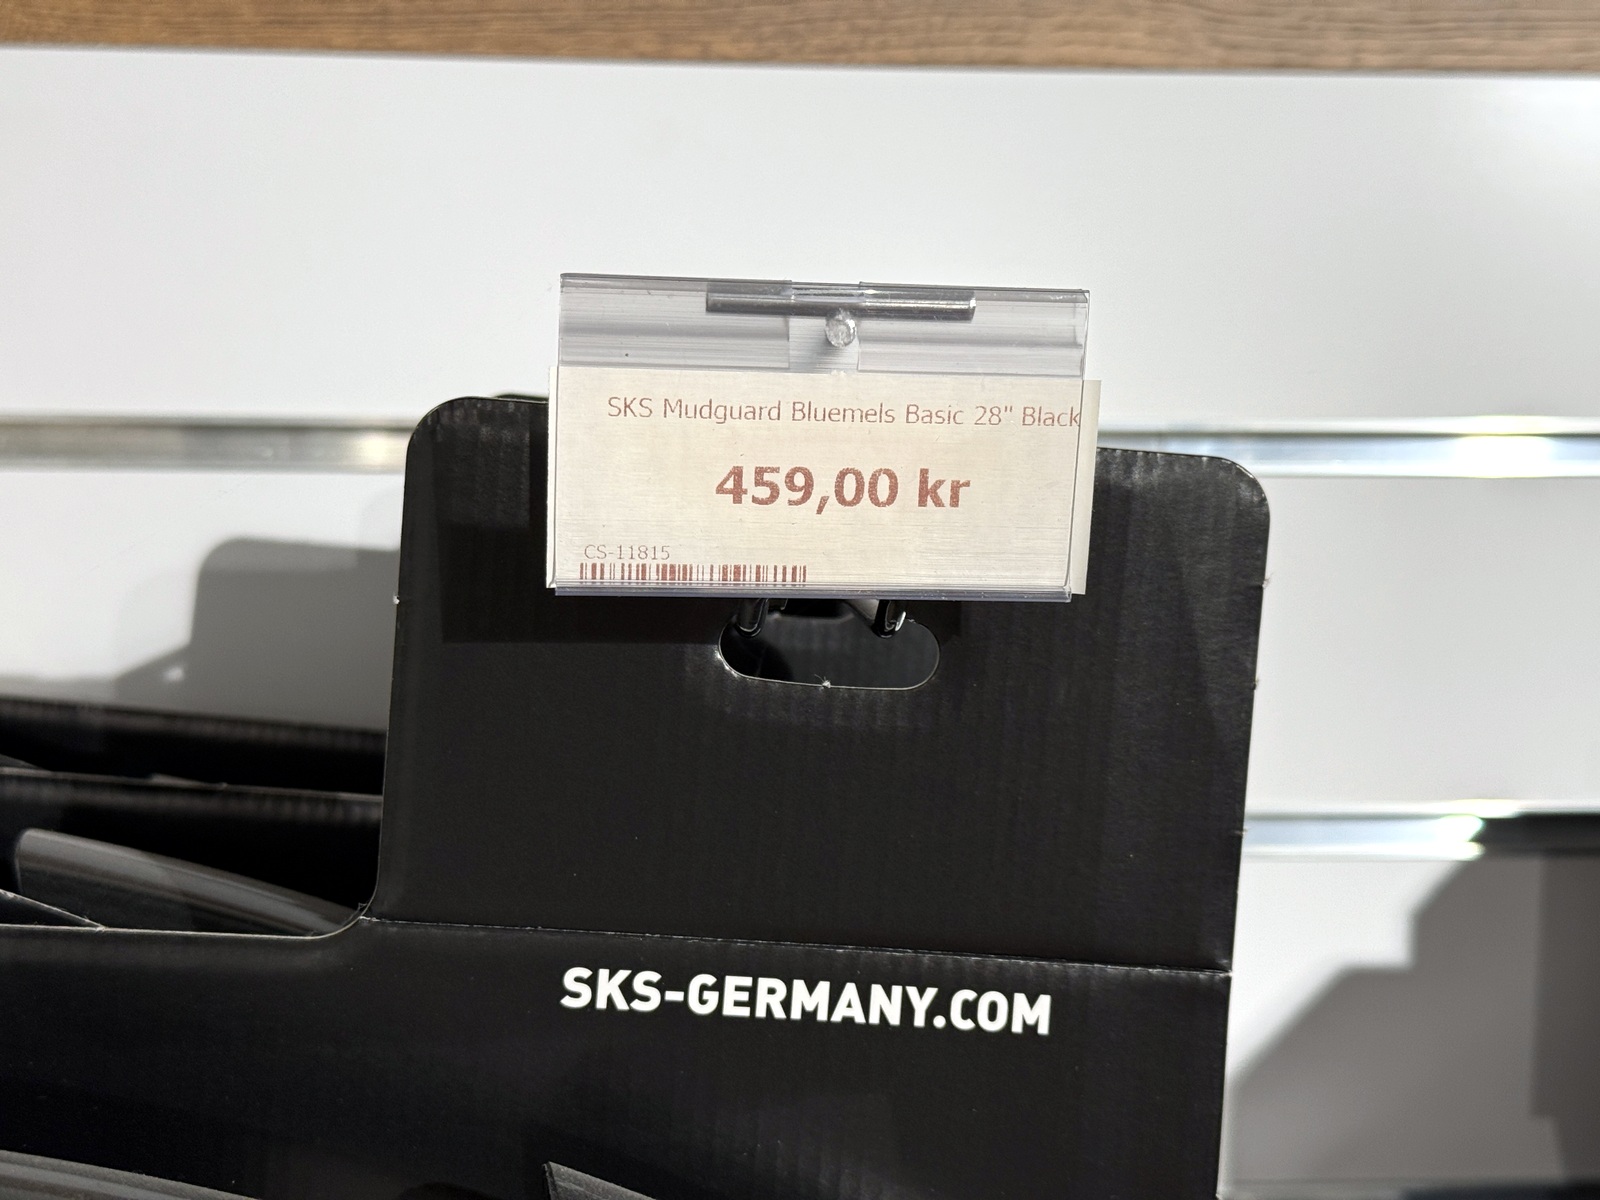 SKS Mudguard Bluemels Basic 28" Black
459,00 kr
CS-11815
SKS-GERMANY.COM